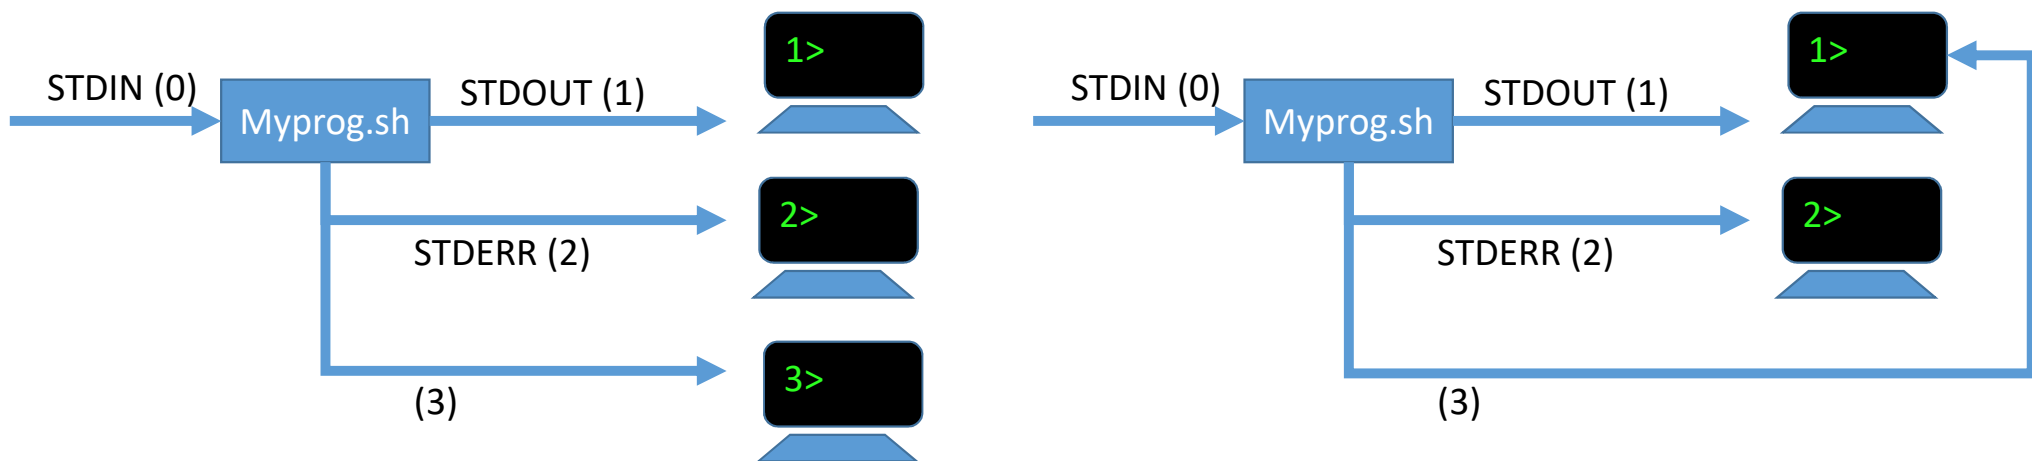 STDIN (0)
Myprog.sh
STDOUT (1)
1>
STDERR (2)
2>
(3)
3>
STDIN (0)
Myprog.sh
STDOUT (1)
1>
STDERR (2)
2>
(3)